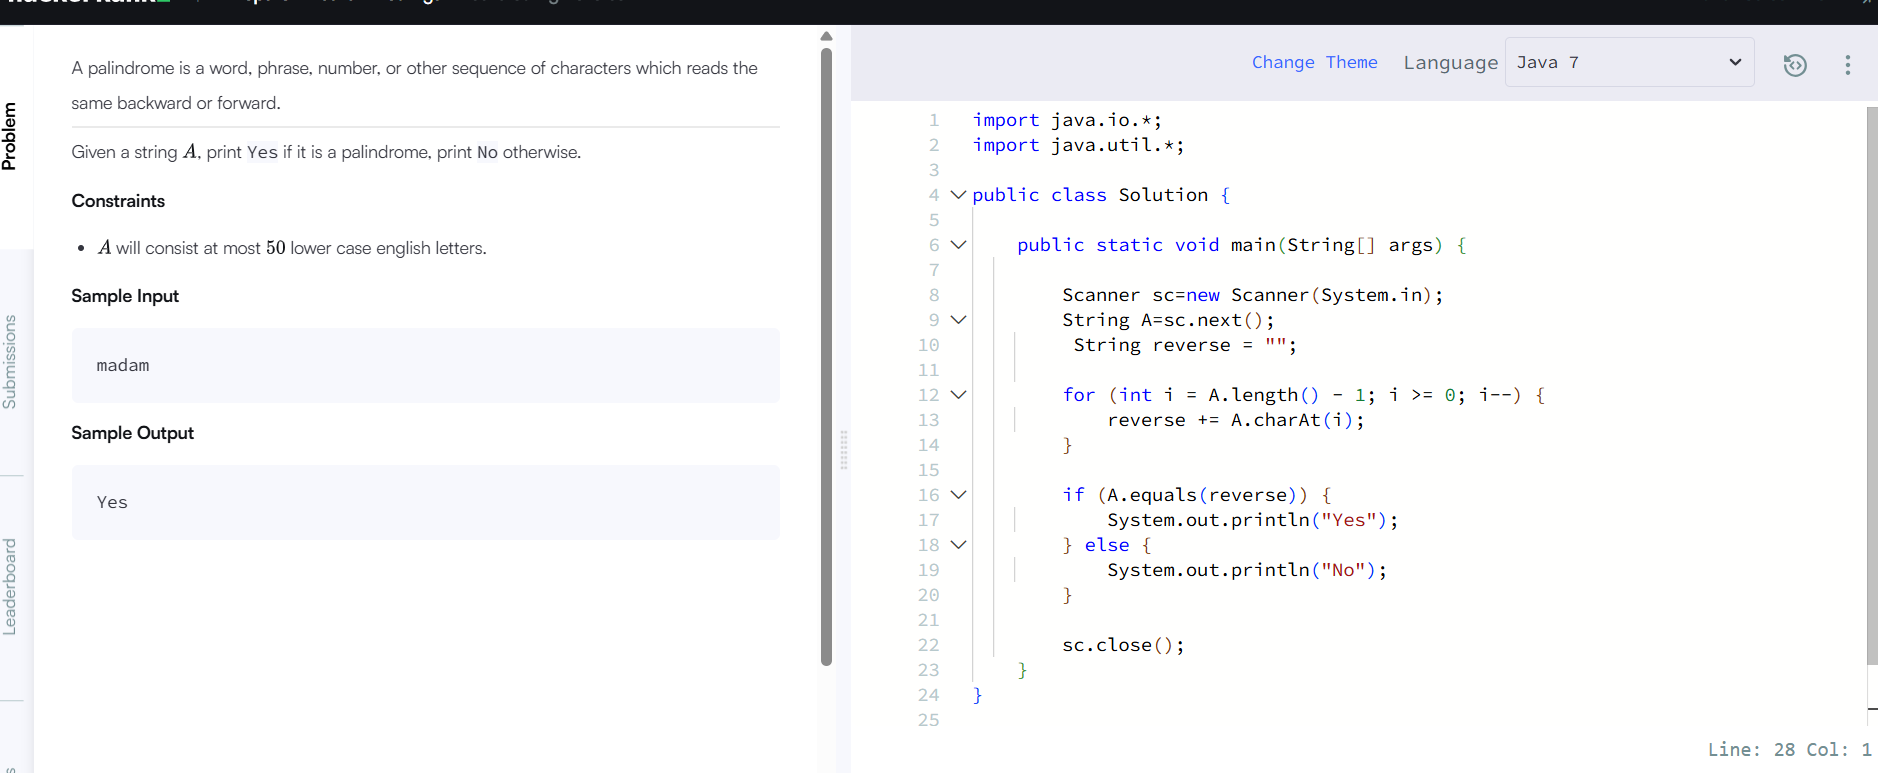 Problem
Submissions
Leaderboard
A palindrome is a word, phrase, number, or other sequence of characters which reads the
same backward or forward.
Given a string A, print Yes if it is a palindrome, print No otherwise.
Constraints
• A will consist at most 50 lower case english letters.
Sample Input
madam
Sample Output
Yes
Change Theme Language Java 7
1 import java.io.*;
2 import java.util.*;
3
4 public class Solution {
5
6     public static void main(String[] args) {
7
8         Scanner sc=new Scanner(System.in);
9         String A=sc.next();
10          String reverse = "";
11
12         for (int i = A.length() - 1; i >= 0; i--) {
13             reverse += A.charAt(i);
14         }
15
16         if (A.equals(reverse)) {
17             System.out.println("Yes");
18         } else {
19             System.out.println("No");
20         }
21
22         sc.close();
23     }
24 }
25
Line: 28 Col: 1